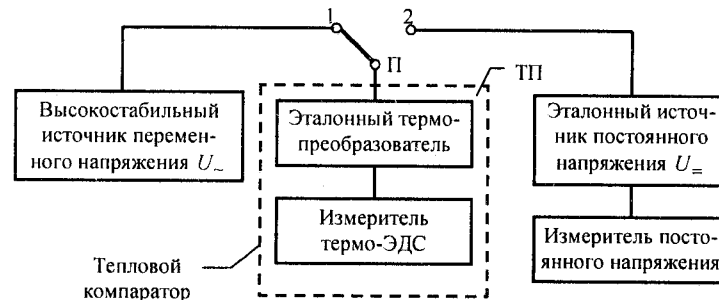 1
2
П
ТП
Высокостабильный
источник перемен-
ного напряжения U~
Эталонный термо-
преобразователь
Эталонный источ-
ник постоянного
напряжения U=
Измеритель
термо-ЭДС
Измеритель посто-
янного напряжения
Тепловой
компаратор